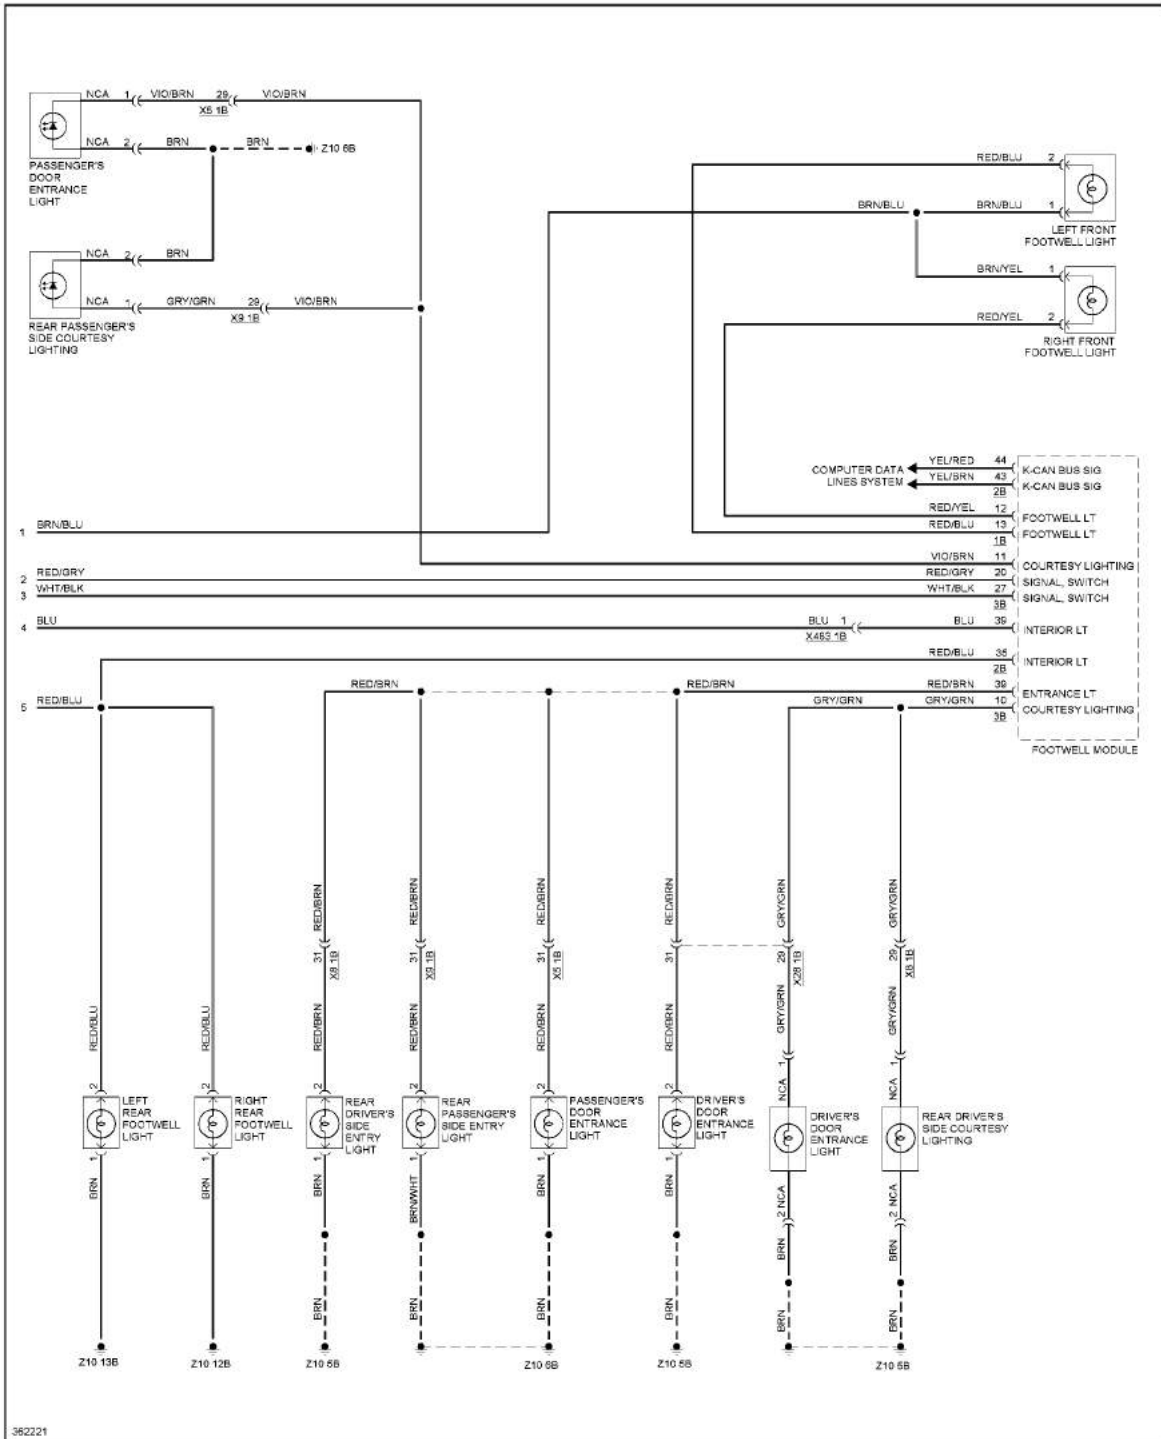 NCA 1 VIO/BRN 29 VIO/BRN
X5 1B
NCA 2 BRN BRN Z10 6B
PASSENGER'S
DOOR
ENTRANCE
LIGHT
NCA 2 BRN
NCA 1 GRY/GRN 29 VIO/BRN
X9 1B
REAR PASSENGER'S
SIDE COURTESY
LIGHTING
RED/BLU 2
BRN/BLU BRN/BLU 1
LEFT FRONT
FOOTWELL LIGHT
BRN/YEL 1
RED/YEL 2
RIGHT FRONT
FOOTWELL LIGHT
COMPUTER DATA
LINES SYSTEM
YEL/RED 44 K-CAN BUS SIG
YEL/BRN 43 K-CAN BUS SIG
2B
RED/YEL 12 FOOTWELL LT
RED/BLU 13 FOOTWELL LT
1B
VIO/BRN 11 COURTESY LIGHTING
RED/GRY 20 SIGNAL, SWITCH
WHT/BLK 27 SIGNAL, SWITCH
3B
1 BRN/BLU
2 RED/GRY
3 WHT/BLK
4 BLU BLU 1 BLU 39 INTERIOR LT
X463 1B
RED/BLU 35 INTERIOR LT
2B
RED/BRN RED/BRN RED/BRN 39 ENTRANCE LT
5 RED/BLU GRY/GRN GRY/GRN 10 COURTESY LIGHTING
3B
FOOTWELL MODULE
RED/BRN RED/BRN RED/BRN RED/BRN GRY/GRN GRY/GRN
31 31 31 31 29 29
X8 1B X9 1B X5 1B X28 1B X8 1B
RED/BLU RED/BLU RED/BRN RED/BRN RED/BRN RED/BRN GRY/GRN GRY/GRN
1 1
2 2 2 2 2 2 NCA NCA
LEFT
REAR
FOOTWELL
LIGHT
RIGHT
REAR
FOOTWELL
LIGHT
REAR
DRIVER'S
SIDE
ENTRY
LIGHT
REAR
PASSENGER'S
SIDE ENTRY
LIGHT
PASSENGER'S
DOOR
ENTRANCE
LIGHT
DRIVER'S
DOOR
ENTRANCE
LIGHT
DRIVER'S
DOOR
ENTRANCE
LIGHT
REAR DRIVER'S
SIDE COURTESY
LIGHTING
1 1 1 1 1 1
BRN BRN BRN BRN/WHT BRN BRN 2 NCA 2 NCA
BRN BRN
BRN BRN BRN BRN BRN BRN
Z10 13B Z10 12B Z10 5B Z10 6B Z10 5B Z10 5B
362221